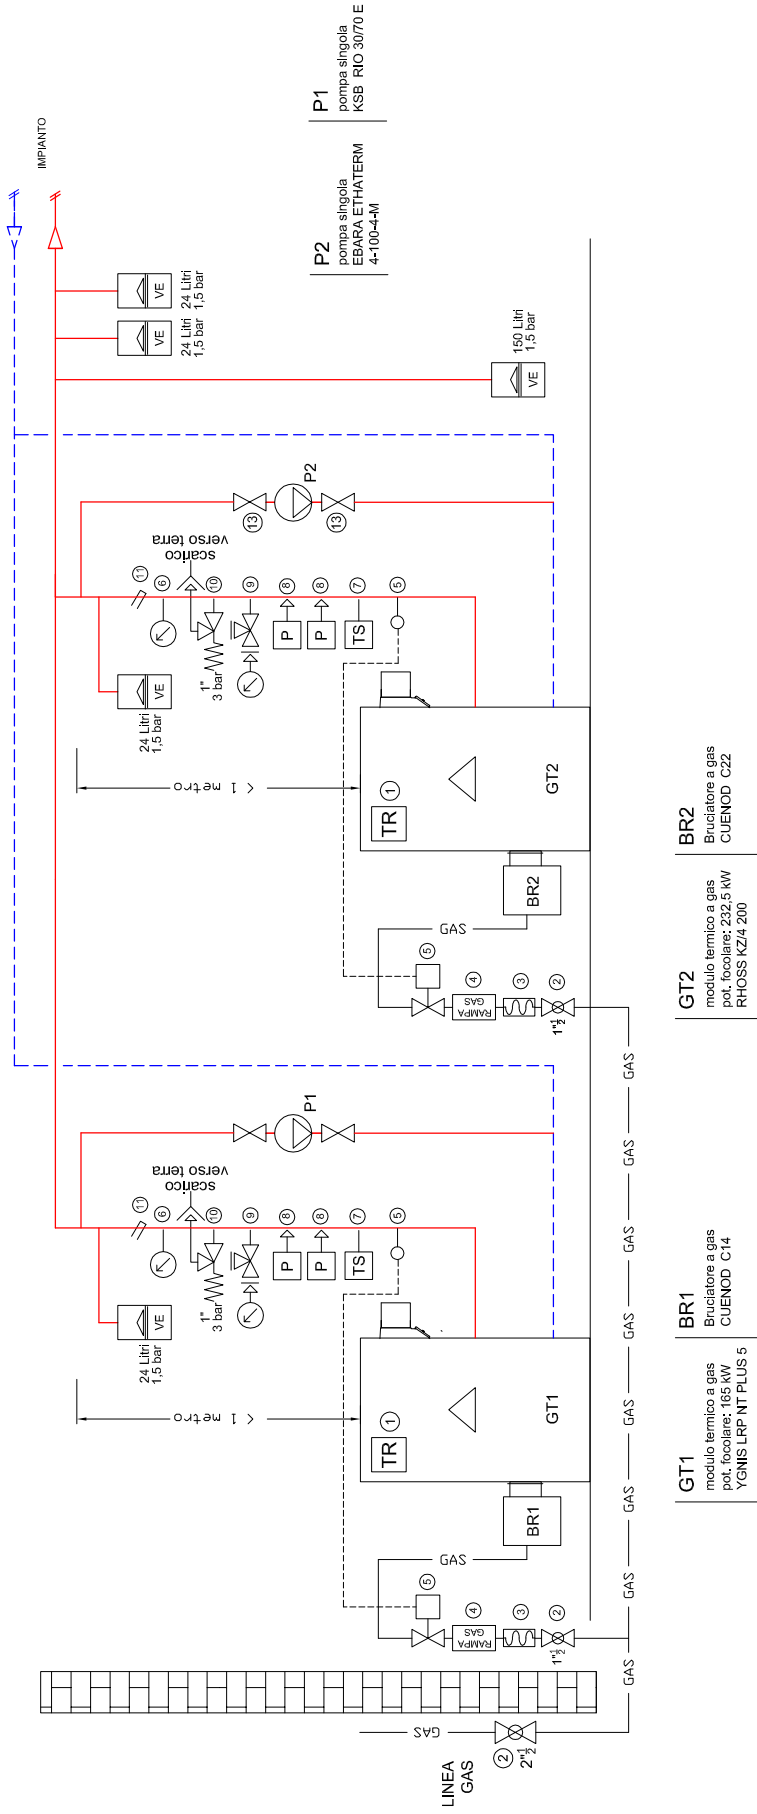 IMPIANTO
P1
pompa singola
KSB RIO 30/70 E
P2
pompa singola
EBARA ETHATERM
4-100-4-M
VE
24 Litri
1,5 bar
VE
24 Litri
1,5 bar
VE
150 Litri
1,5 bar
P2
13
13
scarico
verso terra
11
6
10
9
8
8
7
5
1"
3 bar
P
P
TS
VE
24 Litri
1,5 bar
< 1 metro
TR
1
GT2
BR2
GAS
5
4
RAMPA
GAS
3
2
1"1/2
GAS
GT2
modulo termico a gas
pot. focolare: 232,5 kW
RHOSS KZ/4 200
BR2
Bruciatore a gas
CUENOD C22
P1
scarico
verso terra
11
6
10
9
8
8
7
5
1"
3 bar
P
P
TS
VE
24 Litri
1,5 bar
< 1 metro
TR
1
GT1
BR1
GAS
5
4
RAMPA
GAS
3
2
1"1/2
GAS
GAS
GAS
GAS
GAS
GAS
GT1
modulo termico a gas
pot. focolare: 165 kW
YGNIS LRP NT PLUS 5
BR1
Bruciatore a gas
CUENOD C14
GAS
2
2"1/2
LINEA
GAS